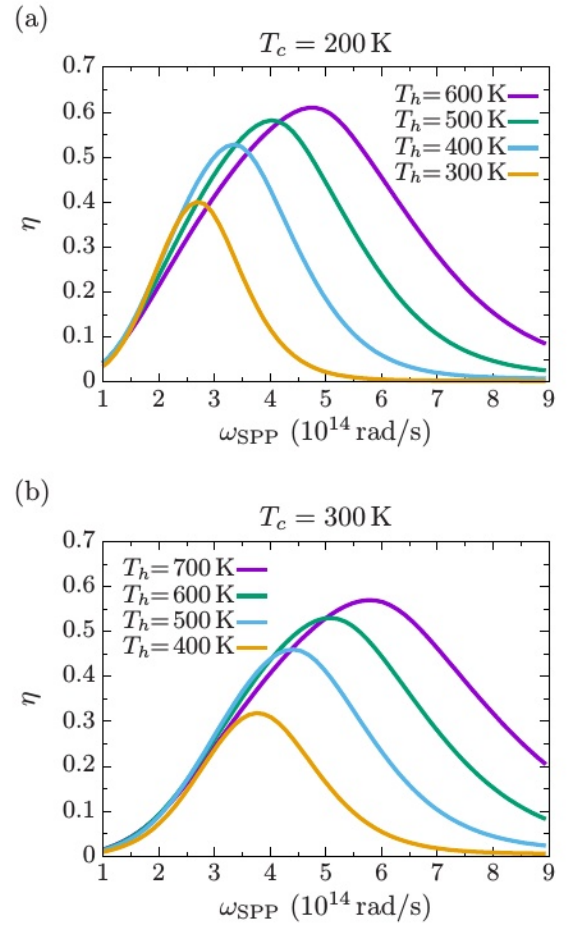 (a)
T_c = 200 K
0.7
0.6
0.5
0.4
0.3
0.2
0.1
0
η
T_h = 600 K
T_h = 500 K
T_h = 400 K
T_h = 300 K
1 2 3 4 5 6 7 8 9
ω_SPP (10^14 rad/s)
(b)
T_c = 300 K
0.7
0.6
0.5
0.4
0.3
0.2
0.1
0
η
T_h = 700 K
T_h = 600 K
T_h = 500 K
T_h = 400 K
1 2 3 4 5 6 7 8 9
ω_SPP (10^14 rad/s)